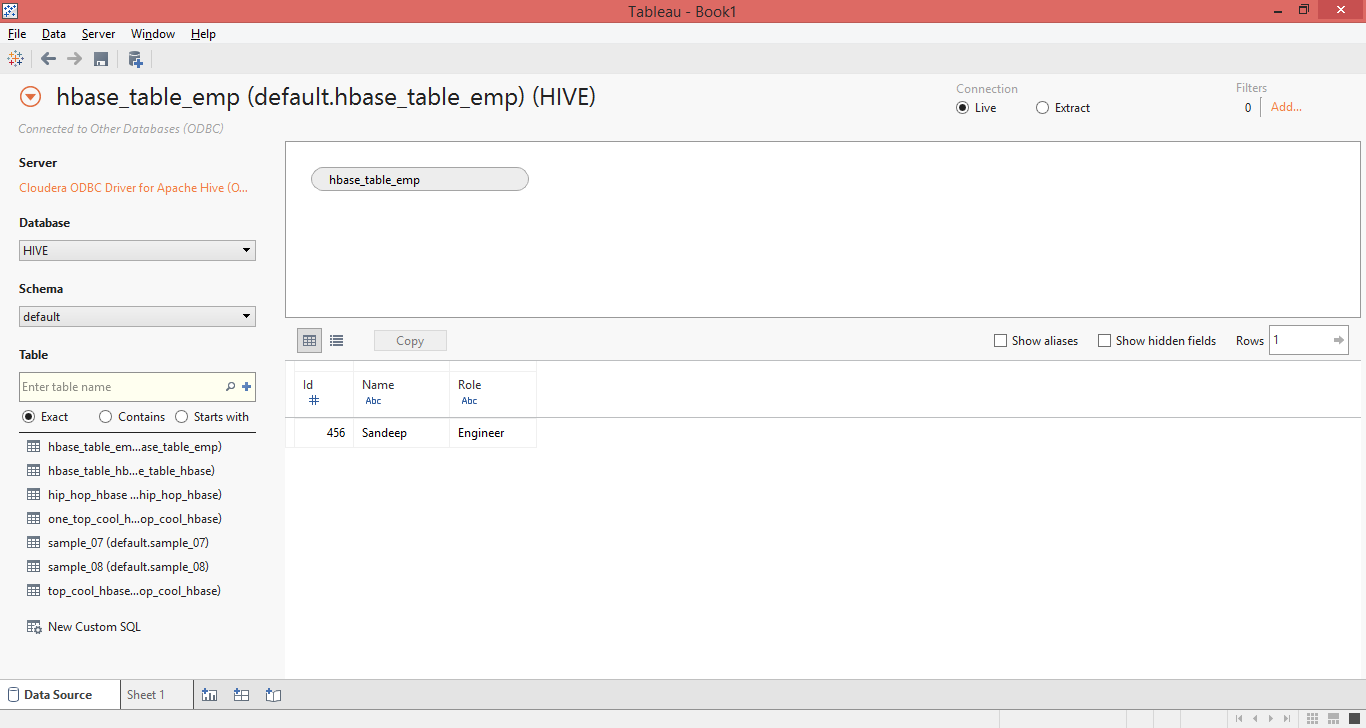 Tableau - Book1
File Data Server Window Help
hbase_table_emp (default.hbase_table_emp) (HIVE)
Connected to Other Databases (ODBC)
Connection
Live Extract
Filters
0 Add...
Server
Cloudera ODBC Driver for Apache Hive (O...
Database
HIVE
Schema
default
Table
Enter table name
Exact Contains Starts with
hbase_table_em...ase_table_emp)
hbase_table_hb...e_table_hbase)
hip_hop_hbase ...hip_hop_hbase)
one_top_cool_h...op_cool_hbase)
sample_07 (default.sample_07)
sample_08 (default.sample_08)
top_cool_hbase...op_cool_hbase)
New Custom SQL
hbase_table_emp
Copy Show aliases Show hidden fields Rows 1
Id Name Role
# Abc Abc
456 Sandeep Engineer
Data Source Sheet 1